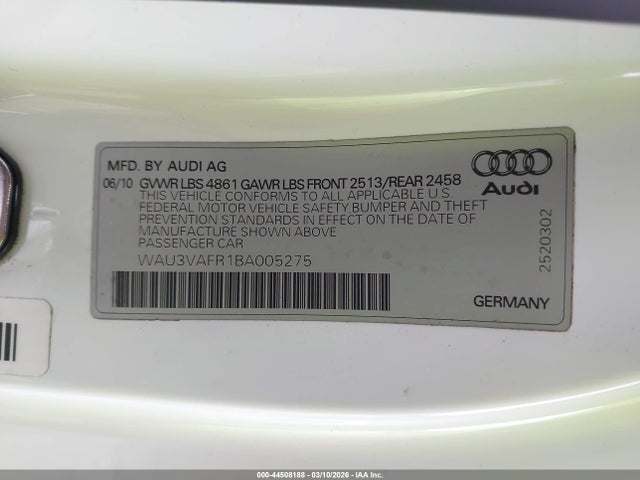 MFD. BY AUDI AG
06/10 GVWR LBS 4861 GAWR LBS FRONT 2513/REAR 2458
THIS VEHICLE CONFORMS TO ALL APPLICABLE U.S.
FEDERAL MOTOR VEHICLE SAFETY BUMPER AND THEFT
PREVENTION STANDARDS IN EFFECT ON THE DATE OF
MANUFACTURE SHOWN ABOVE
PASSENGER CAR
WAU3VAFR1BA005275
Audi
2520302
GERMANY
000-44508188 - 03/10/2026 - IAA Inc.